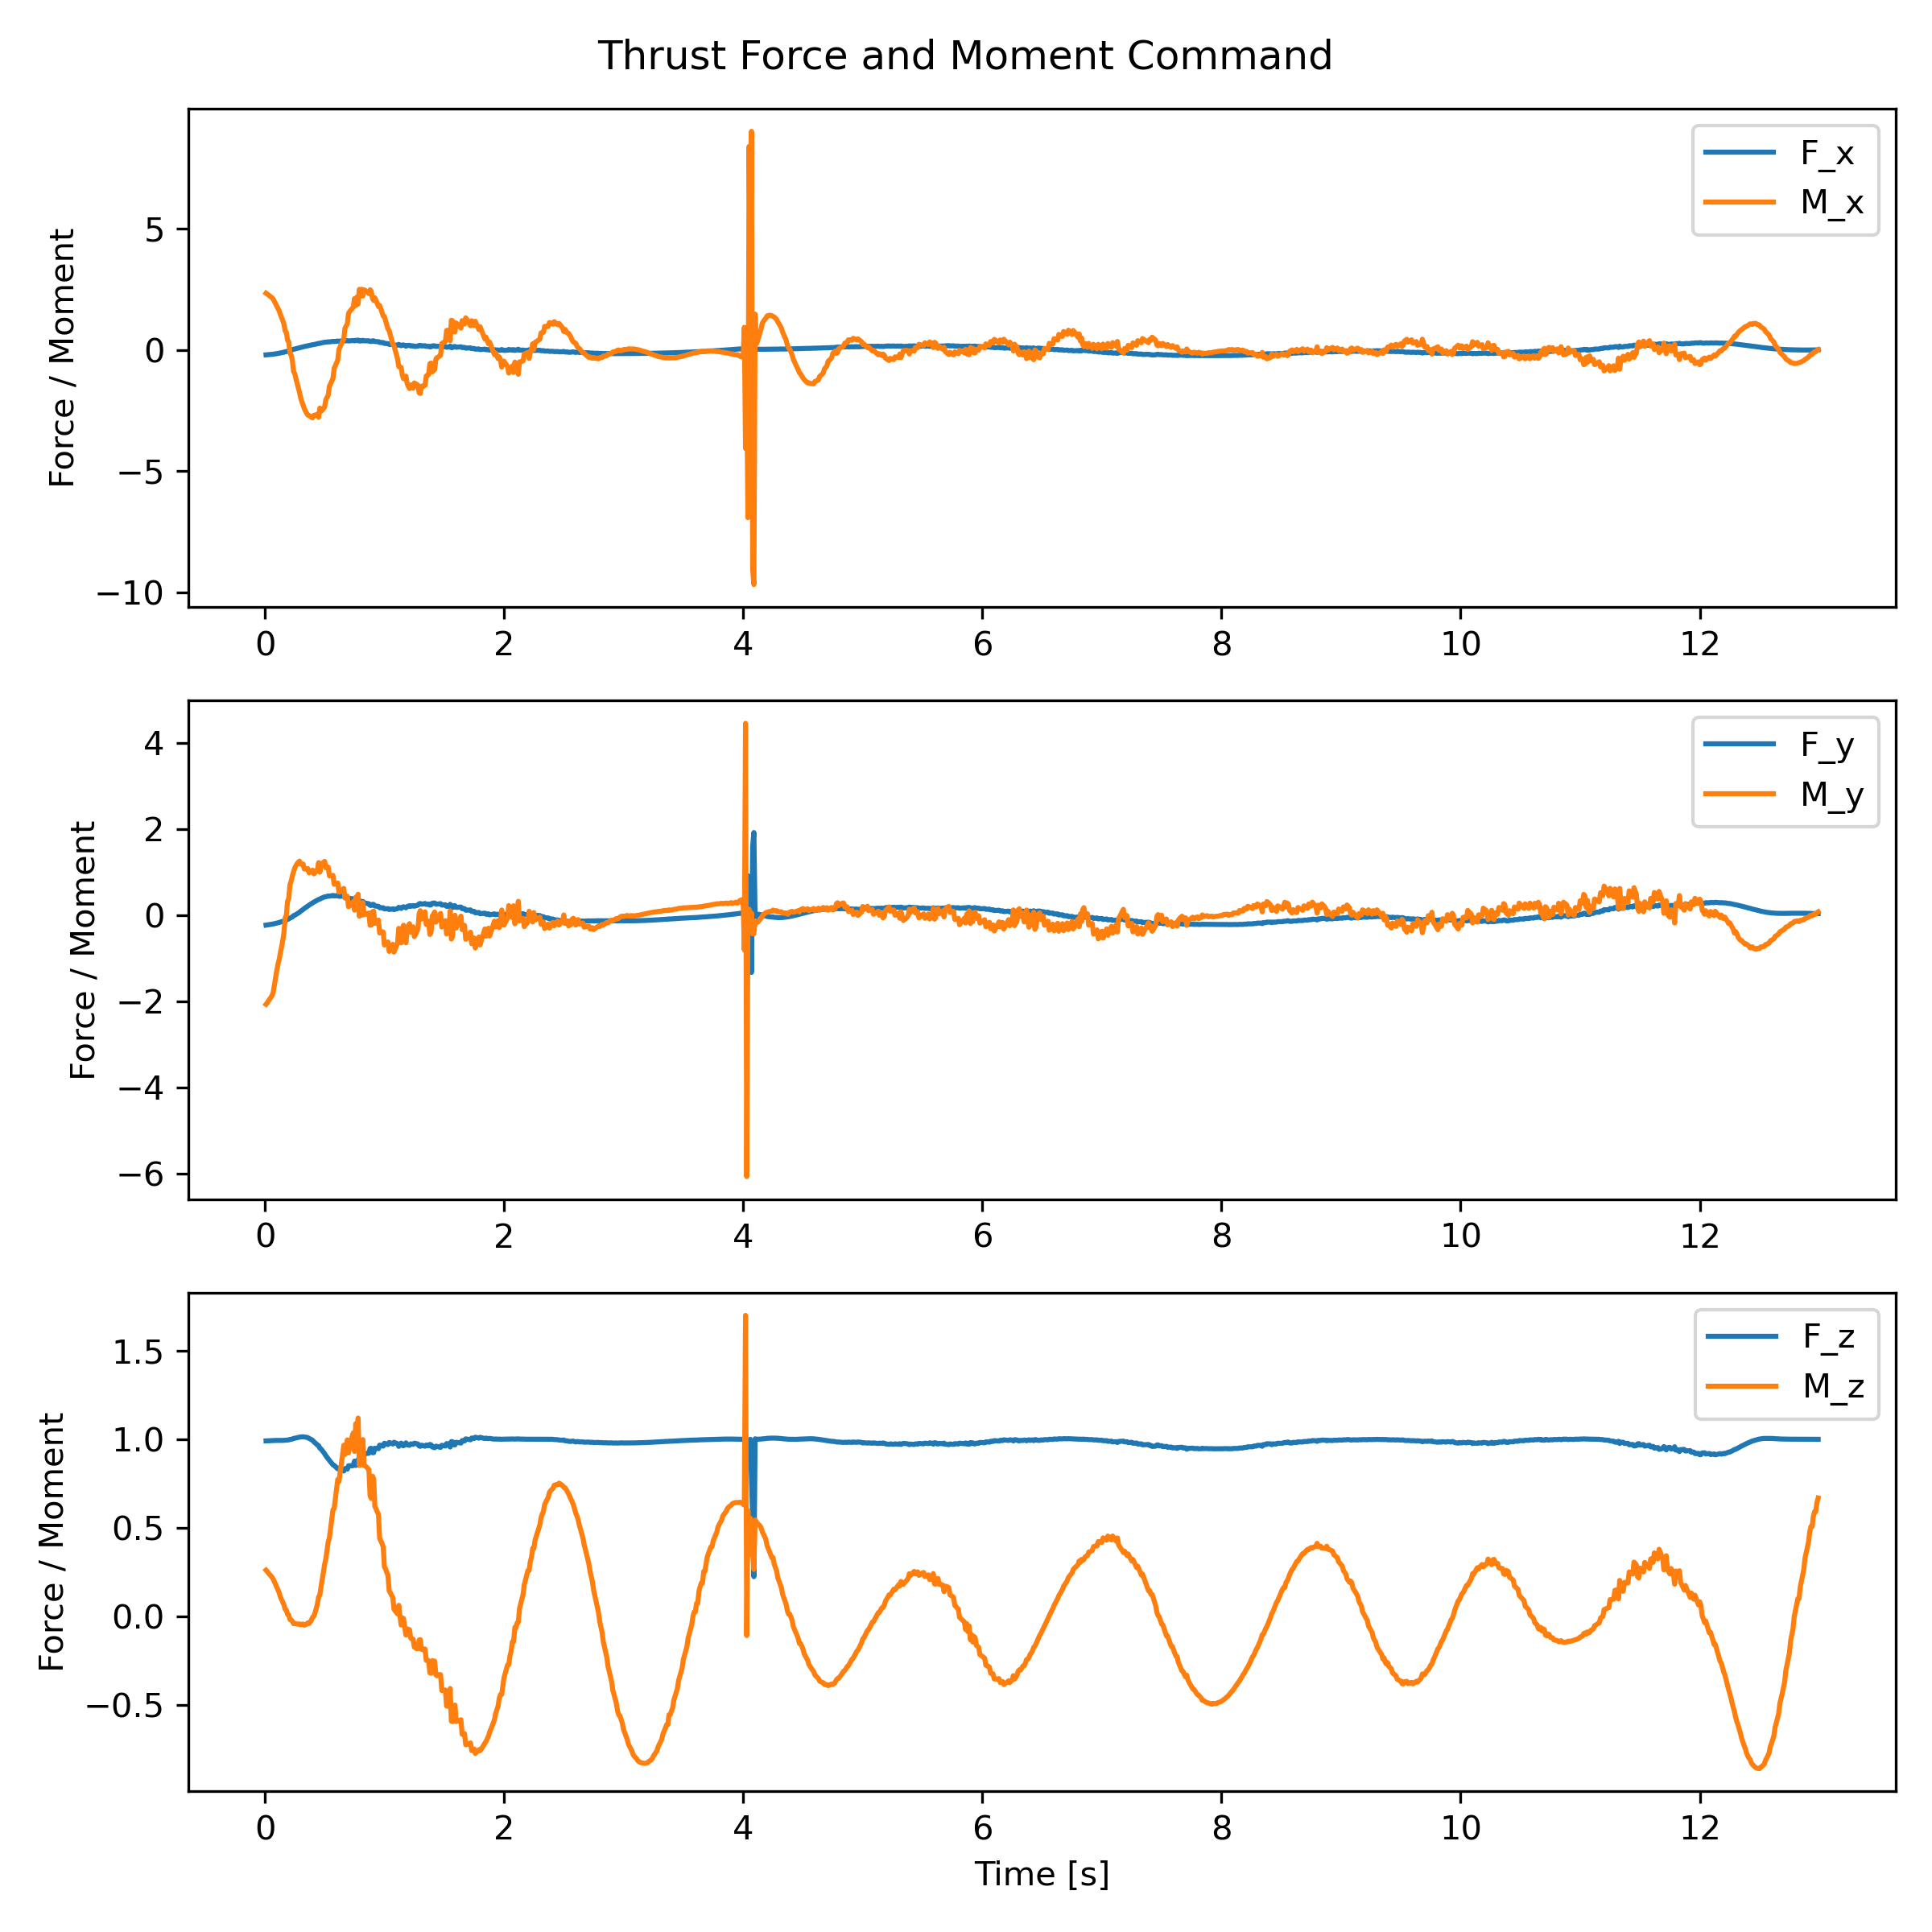 Thrust Force and Moment Command
F_x
M_x
Force / Moment
5
0
−5
−10
0 2 4 6 8 10 12
F_y
M_y
Force / Moment
4
2
0
−2
−4
−6
0 2 4 6 8 10 12
F_z
M_z
Force / Moment
1.5
1.0
0.5
0.0
−0.5
0 2 4 6 8 10 12
Time [s]